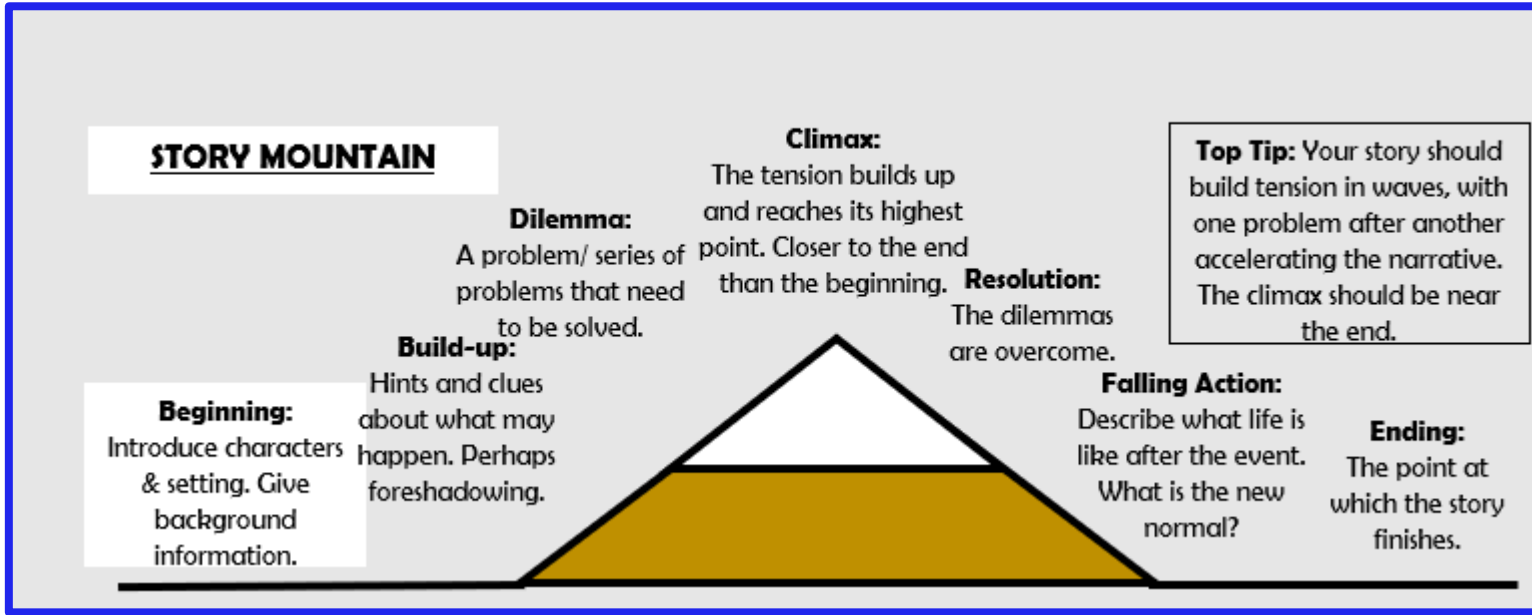 STORY MOUNTAIN
Beginning:
Introduce characters
& setting. Give
background
information.
Build-up:
Hints and clues
about what may
happen. Perhaps
foreshadowing.
Dilemma:
A problem/ series of
problems that need
to be solved.
Climax:
The tension builds up
and reaches its highest
point. Closer to the end
than the beginning.
Resolution:
The dilemmas
are overcome.
Falling Action:
Describe what life is
like after the event.
What is the new
normal?
Ending:
The point at
which the story
finishes.
Top Tip: Your story should
build tension in waves, with
one problem after another
accelerating the narrative.
The climax should be near
the end.